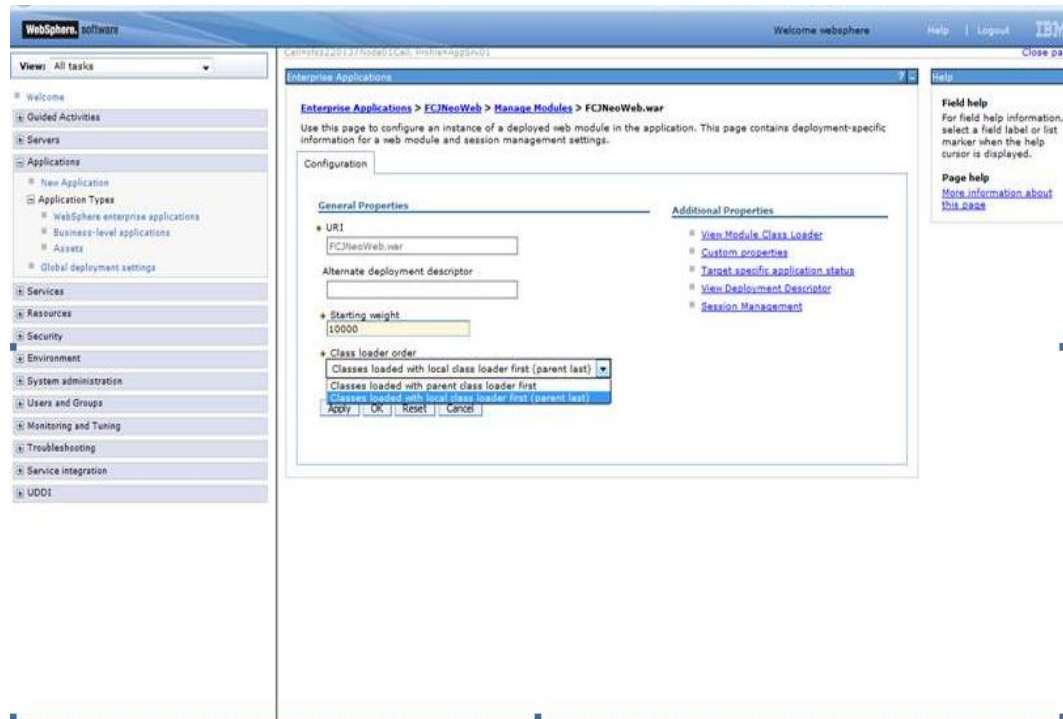 WebSphere. software
Welcome websphere
Help | Logout
IBM
View: All tasks
Welcome
Guided Activities
Servers
Applications
New Application
Application Types
WebSphere enterprise applications
Business-level applications
Assets
Global deployment settings
Services
Resources
Security
Environment
System administration
Users and Groups
Monitoring and Tuning
Troubleshooting
Service integration
UDDI
Close pa
Enterprise Applications
? -
Enterprise Applications > FCJNeoWeb > Manage Modules > FCJNeoWeb.war
Use this page to configure an instance of a deployed web module in the application. This page contains deployment-specific
information for a web module and session management settings.
Configuration
General Properties
URI
FCJNeoWeb.war
Alternate deployment descriptor
Starting weight
10000
Class loader order
Classes loaded with local class loader first (parent last)
Classes loaded with parent class loader first
Classes loaded with local class loader first (parent last)
Apply OK Reset Cancel
Additional Properties
View Module Class Loader
Custom properties
Target specific application status
View Deployment Descriptor
Session Management
Help
Field help
For field help information,
select a field label or list
marker when the help
cursor is displayed.
Page help
More information about
this page